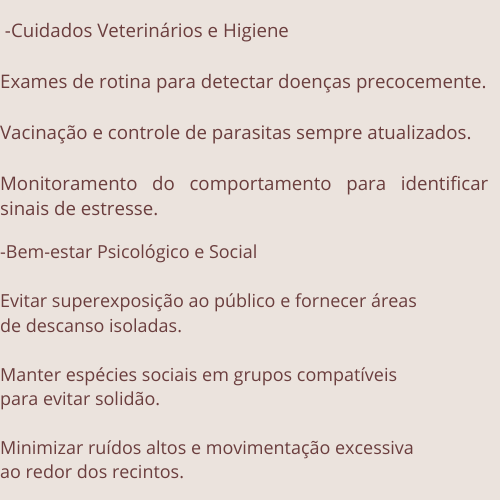 -Cuidados Veterinários e Higiene
Exames de rotina para detectar doenças precocemente.
Vacinação e controle de parasitas sempre atualizados.
Monitoramento do comportamento para identificar
sinais de estresse.
-Bem-estar Psicológico e Social
Evitar superexposição ao público e fornecer áreas
de descanso isoladas.
Manter espécies sociais em grupos compatíveis
para evitar solidão.
Minimizar ruídos altos e movimentação excessiva
ao redor dos recintos.